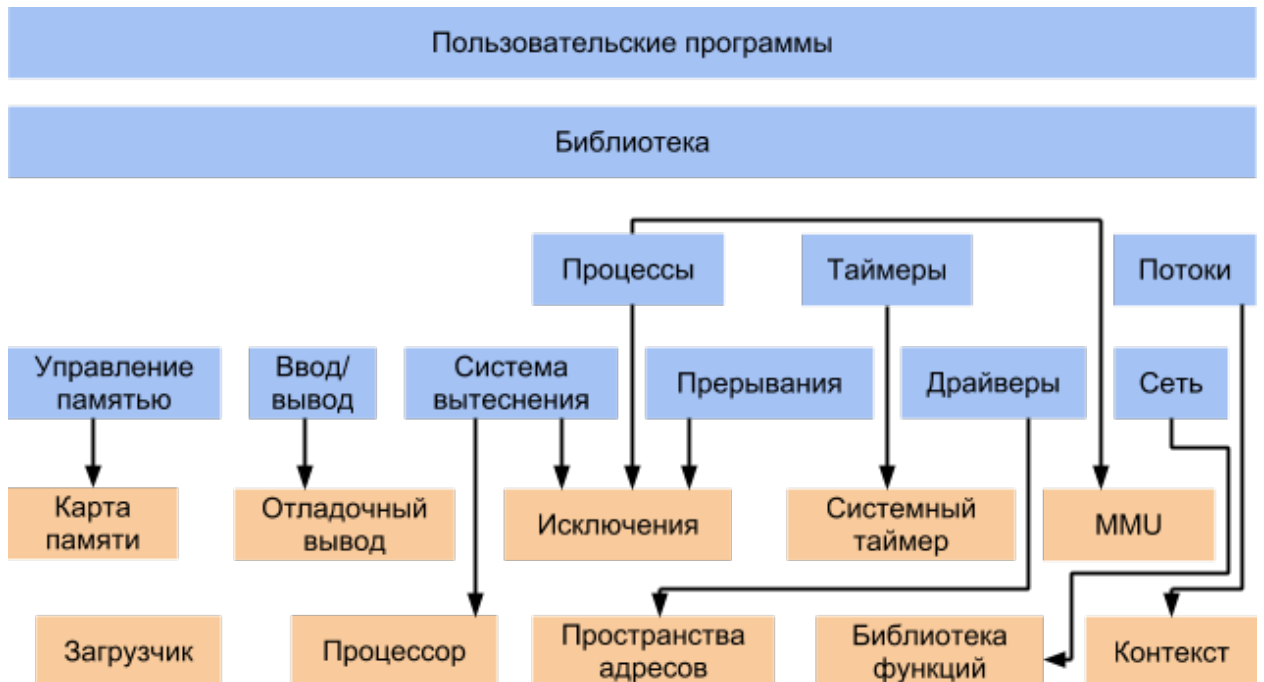 Пользовательские программы
Библиотека
Процессы
Таймеры
Потоки
Управление
памятью
Ввод/
вывод
Система
вытеснения
Прерывания
Драйверы
Сеть
Карта
памяти
Отладочный
вывод
Исключения
Системный
таймер
MMU
Загрузчик
Процессор
Пространства
адресов
Библиотека
функций
Контекст